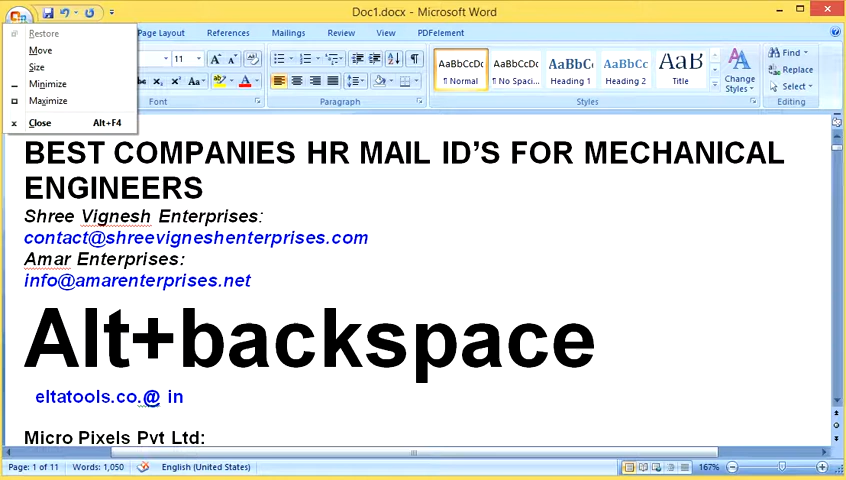 Doc1.docx - Microsoft Word
Restore
Move
Size
Minimize
Maximize
Close Alt+F4
Page Layout References Mailings Review View PDFelement
11
Aa
Font
Paragraph
AaBbCcDc AaBbCcDc AaBbCc AaBbCc AaB
¶ Normal ¶ No Spaci... Heading 1 Heading 2 Title
Change Styles
Styles
Find
Replace
Select
Editing
BEST COMPANIES HR MAIL ID’S FOR MECHANICAL
ENGINEERS
Shree Vignesh Enterprises:
contact@shreevigneshenterprises.com
Amar Enterprises:
info@amarenterprises.net
Alt+backspace
eltatools.co.@ in
Micro Pixels Pvt Ltd:
Page: 1 of 11 Words: 1,050 English (United States) 167%